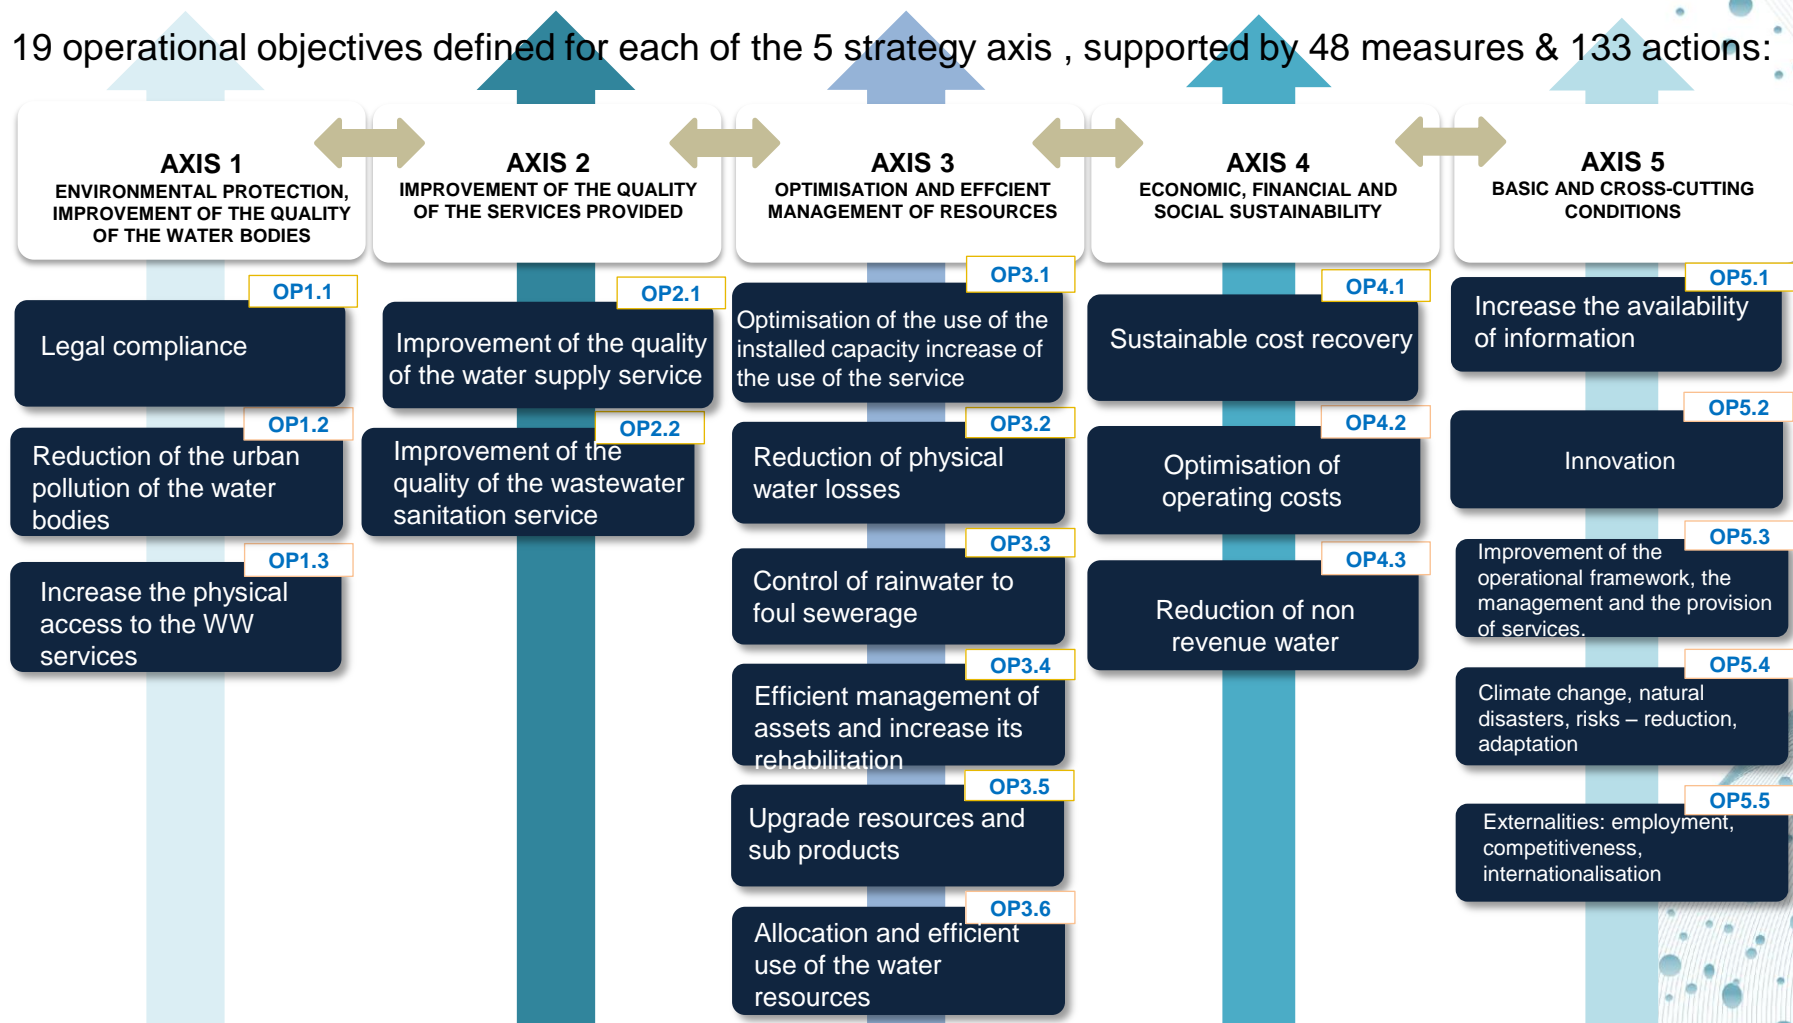 19 operational objectives defined for each of the 5 strategy axis , supported by 48 measures & 133 actions:
AXIS 1
ENVIRONMENTAL PROTECTION,
IMPROVEMENT OF THE QUALITY
OF THE WATER BODIES
OP1.1
Legal compliance
OP1.2
Reduction of the urban
pollution of the water
bodies
OP1.3
Increase the physical
access to the WW
services
AXIS 2
IMPROVEMENT OF THE QUALITY
OF THE SERVICES PROVIDED
OP2.1
Improvement of the quality
of the water supply service
OP2.2
Improvement of the
quality of the wastewater
sanitation service
AXIS 3
OPTIMISATION AND EFFCIENT
MANAGEMENT OF RESOURCES
OP3.1
Optimisation of the use of the
installed capacity increase of
the use of the service
OP3.2
Reduction of physical
water losses
OP3.3
Control of rainwater to
foul sewerage
OP3.4
Efficient management of
assets and increase its
rehabilitation
OP3.5
Upgrade resources and
sub products
OP3.6
Allocation and efficient
use of the water
resources
AXIS 4
ECONOMIC, FINANCIAL AND
SOCIAL SUSTAINABILITY
OP4.1
Sustainable cost recovery
OP4.2
Optimisation of
operating costs
OP4.3
Reduction of non
revenue water
AXIS 5
BASIC AND CROSS-CUTTING
CONDITIONS
OP5.1
Increase the availability
of information
OP5.2
Innovation
OP5.3
Improvement of the
operational framework, the
management and the provision
of services.
OP5.4
Climate change, natural
disasters, risks – reduction,
adaptation
OP5.5
Externalities: employment,
competitiveness,
internationalisation